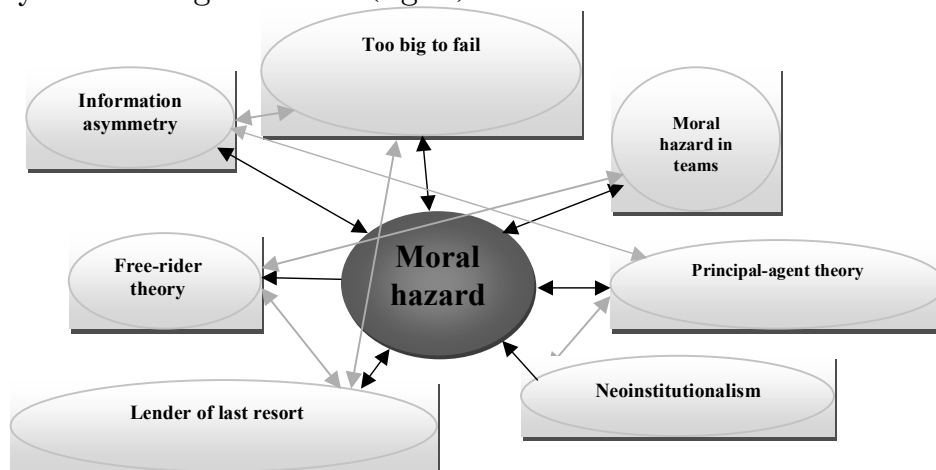 Too big to fail
Information
asymmetry
Moral
hazard in
teams
Moral
hazard
Free-rider
theory
Principal-agent theory
Neoinstitutionalism
Lender of last resort